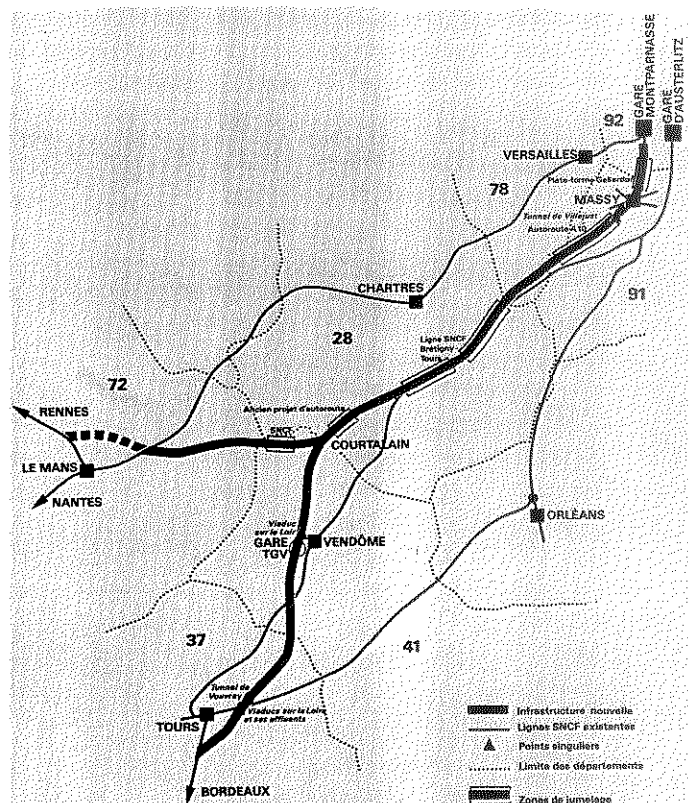 GARE
MONTPARNASSE
GARE
D'AUSTERLITZ
92
VERSAILLES
Plate-forme Gallardon
78
MASSY
Tunnel de Villejust
Autoroute A10
CHARTRES
91
28
Ligne SNCF
Brétigny
Tours
72
Ancien projet d'autoroute
RENNES
SNCF
COURTALAIN
LE MANS
NANTES
ORLÉANS
Viaduc
sur le Loir
GARE
TGV
VENDÔME
37
41
Tunnel de
Vouvray
TOURS
Viaducs sur la Loire
et ses affluents
BORDEAUX
Infrastructure nouvelle
Lignes SNCF existantes
Points singuliers
Limite des départements
Zones de jumelage